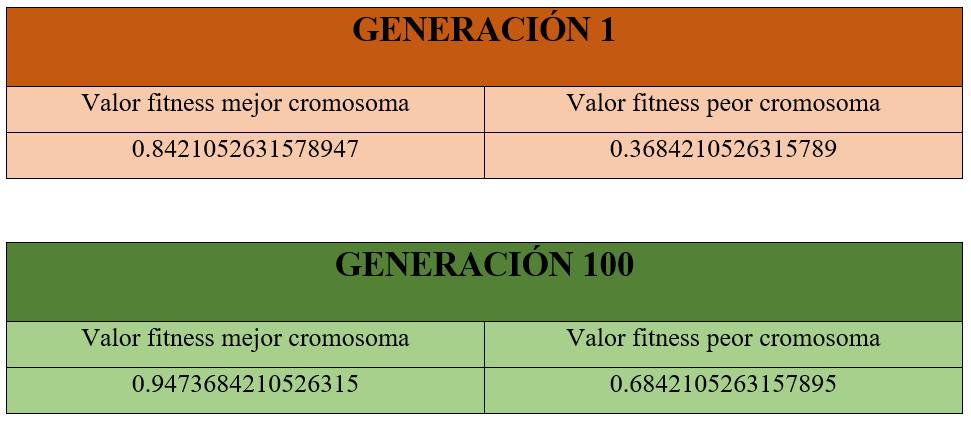 GENERACIÓN 1
Valor fitness mejor cromosoma
Valor fitness peor cromosoma
0.8421052631578947
0.3684210526315789
GENERACIÓN 100
Valor fitness mejor cromosoma
Valor fitness peor cromosoma
0.9473684210526315
0.6842105263157895